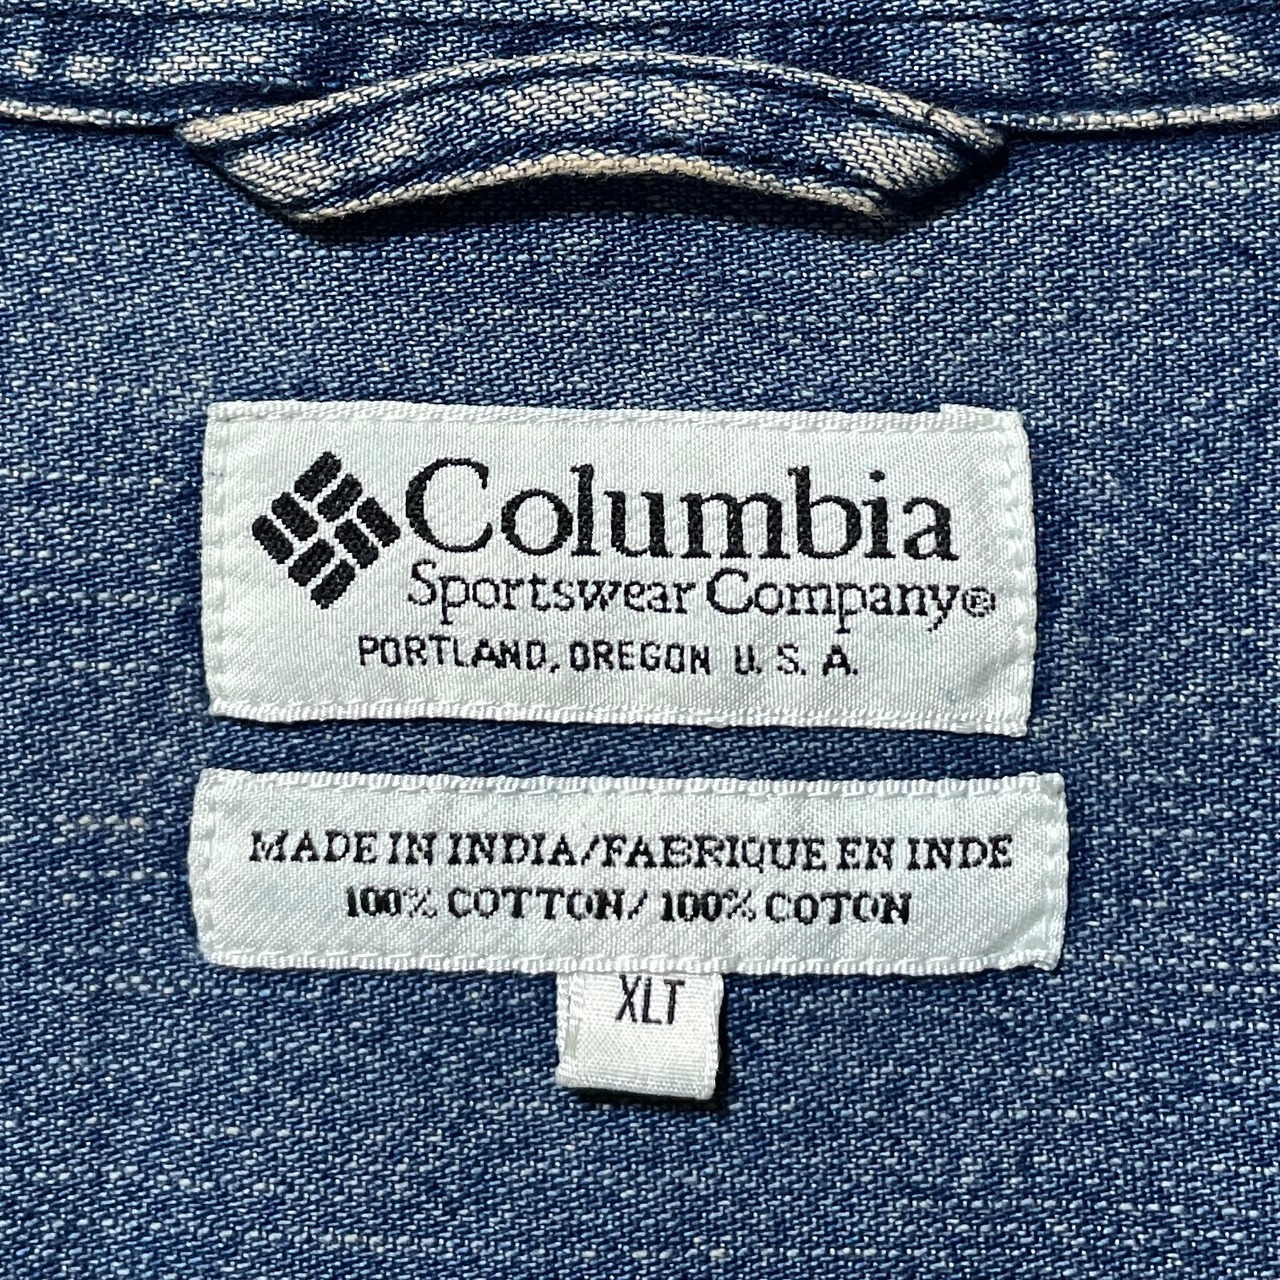 Columbia
Sportswear Company®
PORTLAND, OREGON U. S. A.
MADE IN INDIA/FABRIQUE EN INDE
100% COTTON/ 100% COTON
XLT